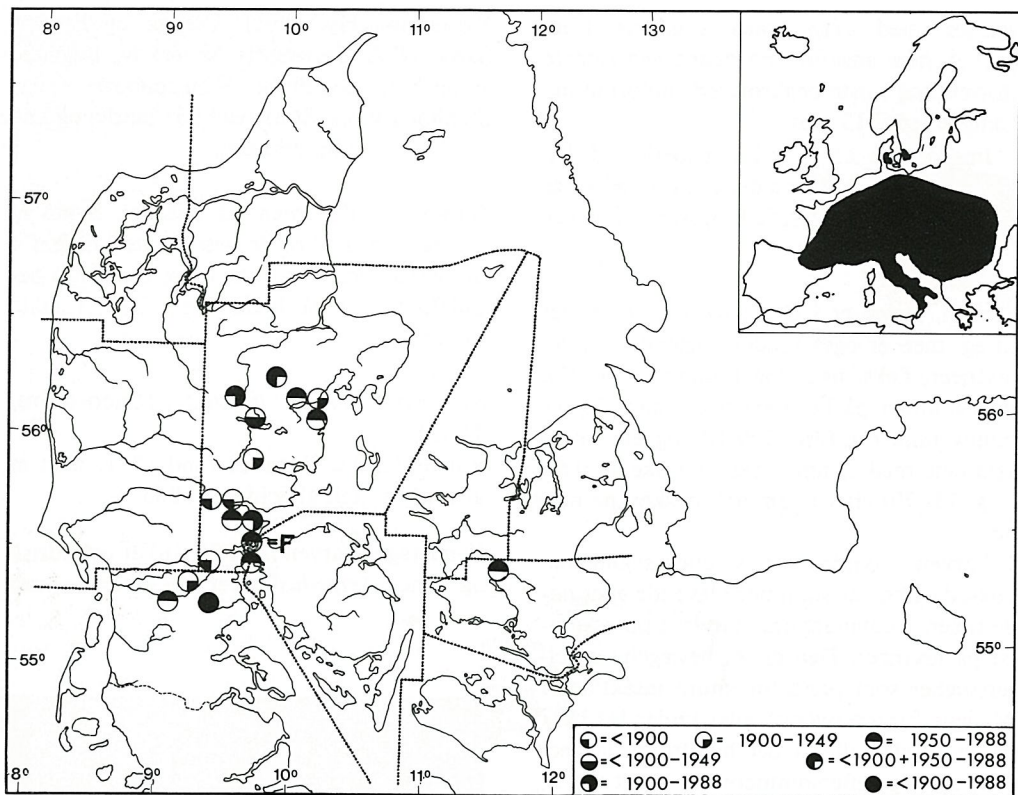 8° 9° 10° 11° 12° 13°
57°
56° 56°
=F
55° 55°
8° 9° 10° 11° 12°
=<1900 = 1900-1949 = 1950-1988
=<1900-1949 =<1900+1950-1988
= 1900-1988 =<1900-1988